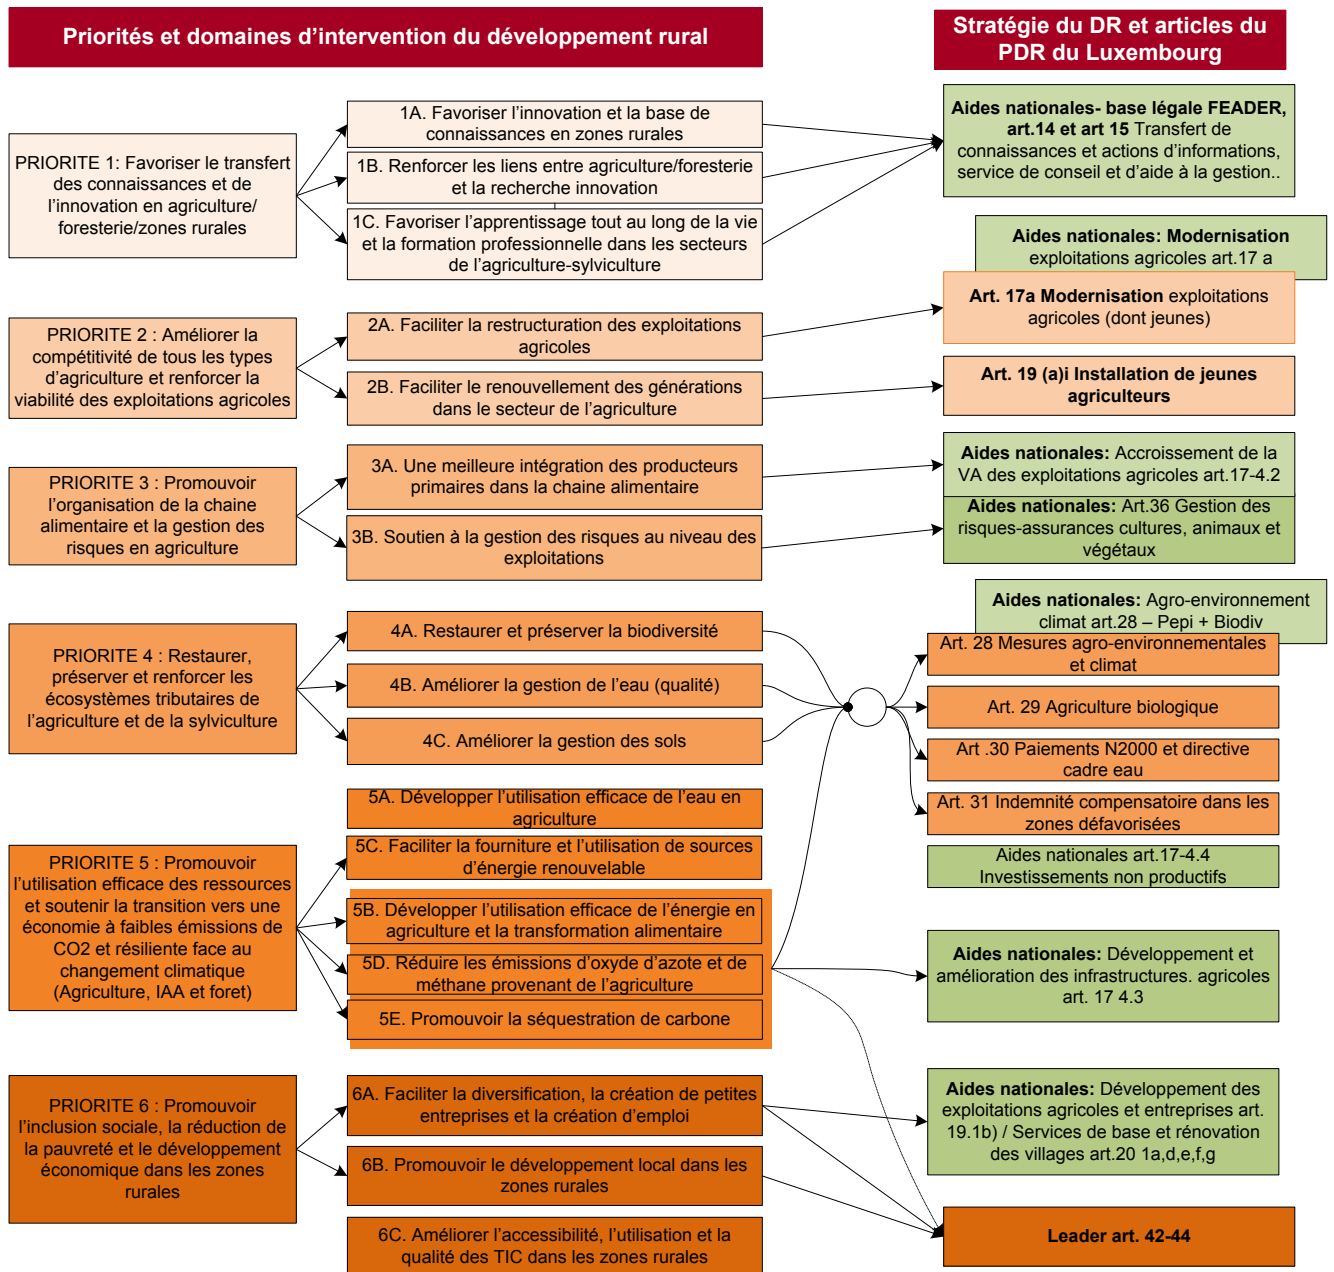 Priorités et domaines d’intervention du développement rural
Stratégie du DR et articles du
PDR du Luxembourg
PRIORITE 1: Favoriser le transfert
des connaissances et de
l’innovation en agriculture/
foresterie/zones rurales
1A. Favoriser l’innovation et la base de
connaissances en zones rurales
1B. Renforcer les liens entre agriculture/foresterie
et la recherche innovation
1C. Favoriser l’apprentissage tout au long de la vie
et la formation professionnelle dans les secteurs
de l’agriculture-sylviculture
Aides nationales- base légale FEADER,
art.14 et art 15 Transfert de
connaissances et actions d’informations,
service de conseil et d’aide à la gestion..
Aides nationales: Modernisation
exploitations agricoles art.17 a
PRIORITE 2 : Améliorer la
compétitivité de tous les types
d’agriculture et renforcer la
viabilité des exploitations agricoles
2A. Faciliter la restructuration des exploitations
agricoles
2B. Faciliter le renouvellement des générations
dans le secteur de l’agriculture
Art. 17a Modernisation exploitations
agricoles (dont jeunes)
Art. 19 (a)i Installation de jeunes
agriculteurs
PRIORITE 3 : Promouvoir
l’organisation de la chaine
alimentaire et la gestion des
risques en agriculture
3A. Une meilleure intégration des producteurs
primaires dans la chaine alimentaire
3B. Soutien à la gestion des risques au niveau des
exploitations
Aides nationales: Accroissement de la
VA des exploitations agricoles art.17-4.2
Aides nationales: Art.36 Gestion des
risques-assurances cultures, animaux et
végétaux
PRIORITE 4 : Restaurer,
préserver et renforcer les
écosystèmes tributaires de
l’agriculture et de la sylviculture
4A. Restaurer et préserver la biodiversité
4B. Améliorer la gestion de l’eau (qualité)
4C. Améliorer la gestion des sols
Aides nationales: Agro-environnement
climat art.28 – Pepi + Biodiv
Art. 28 Mesures agro-environnementales
et climat
Art. 29 Agriculture biologique
Art .30 Paiements N2000 et directive
cadre eau
Art. 31 Indemnité compensatoire dans les
zones défavorisées
Aides nationales art.17-4.4
Investissements non productifs
PRIORITE 5 : Promouvoir
l’utilisation efficace des ressources
et soutenir la transition vers une
économie à faibles émissions de
CO2 et résiliente face au
changement climatique
(Agriculture, IAA et foret)
5A. Développer l’utilisation efficace de l’eau en
agriculture
5C. Faciliter la fourniture et l’utilisation de sources
d’énergie renouvelable
5B. Développer l’utilisation efficace de l’énergie en
agriculture et la transformation alimentaire
5D. Réduire les émissions d’oxyde d’azote et de
méthane provenant de l’agriculture
5E. Promouvoir la séquestration de carbone
Aides nationales: Développement et
amélioration des infrastructures. agricoles
art. 17 4.3
PRIORITE 6 : Promouvoir
l’inclusion sociale, la réduction de
la pauvreté et le développement
économique dans les zones
rurales
6A. Faciliter la diversification, la création de petites
entreprises et la création d’emploi
6B. Promouvoir le développement local dans les
zones rurales
6C. Améliorer l’accessibilité, l’utilisation et la
qualité des TIC dans les zones rurales
Aides nationales: Développement des
exploitations agricoles et entreprises art.
19.1b) / Services de base et rénovation
des villages art.20 1a,d,e,f,g
Leader art. 42-44